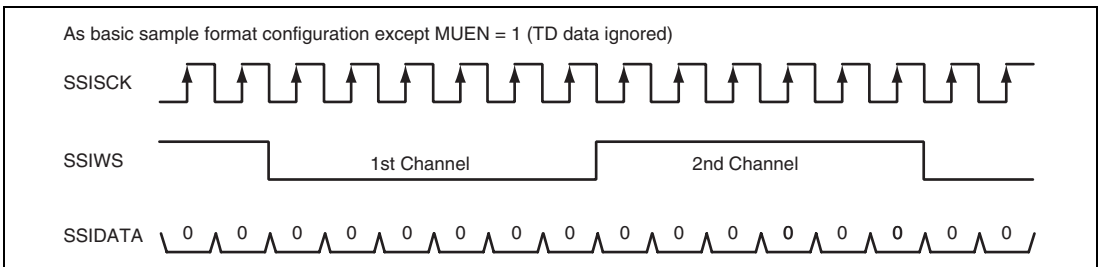 As basic sample format configuration except MUEN = 1 (TD data ignored)
SSISCK
SSIWS 1st Channel 2nd Channel
SSIDATA 0 0 0 0 0 0 0 0 0 0 0 0 0 0 0 0